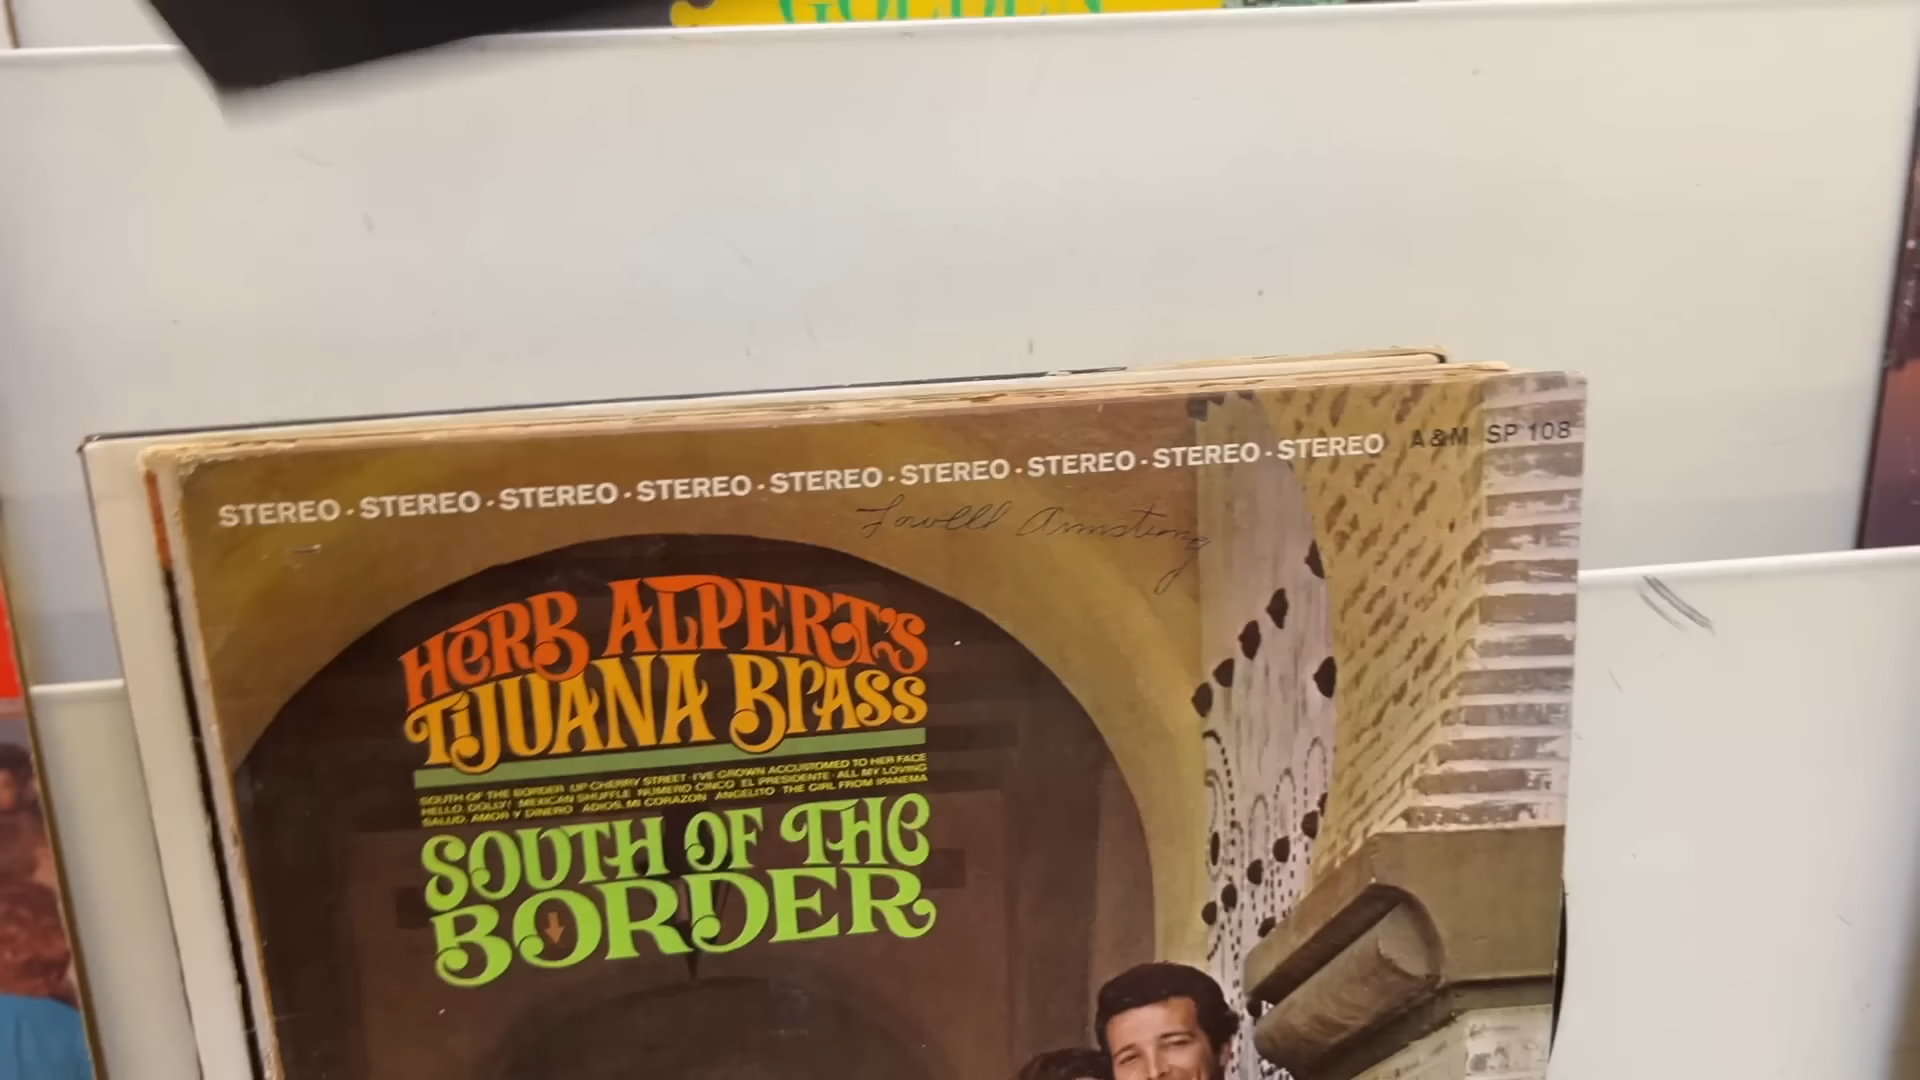 GOLDEN
STEREO · STEREO · STEREO · STEREO · STEREO · STEREO · STEREO · STEREO · STEREO A&M SP 108
Lowell Armstrong
HERB ALPERT'S
TIJUANA BRASS
SOUTH OF THE BORDER UP CHERRY STREET · I'VE GROWN ACCUSTOMED TO HER FACE
HELLO, DOLLY! MEXICAN SHUFFLE NUMERO CINCO EL PRESIDENTE · ALL MY LOVING
SALUD, AMOR Y DINERO ADIOS, MI CORAZON ANGELITO THE GIRL FROM IPANEMA
SOUTH OF THE
BORDER